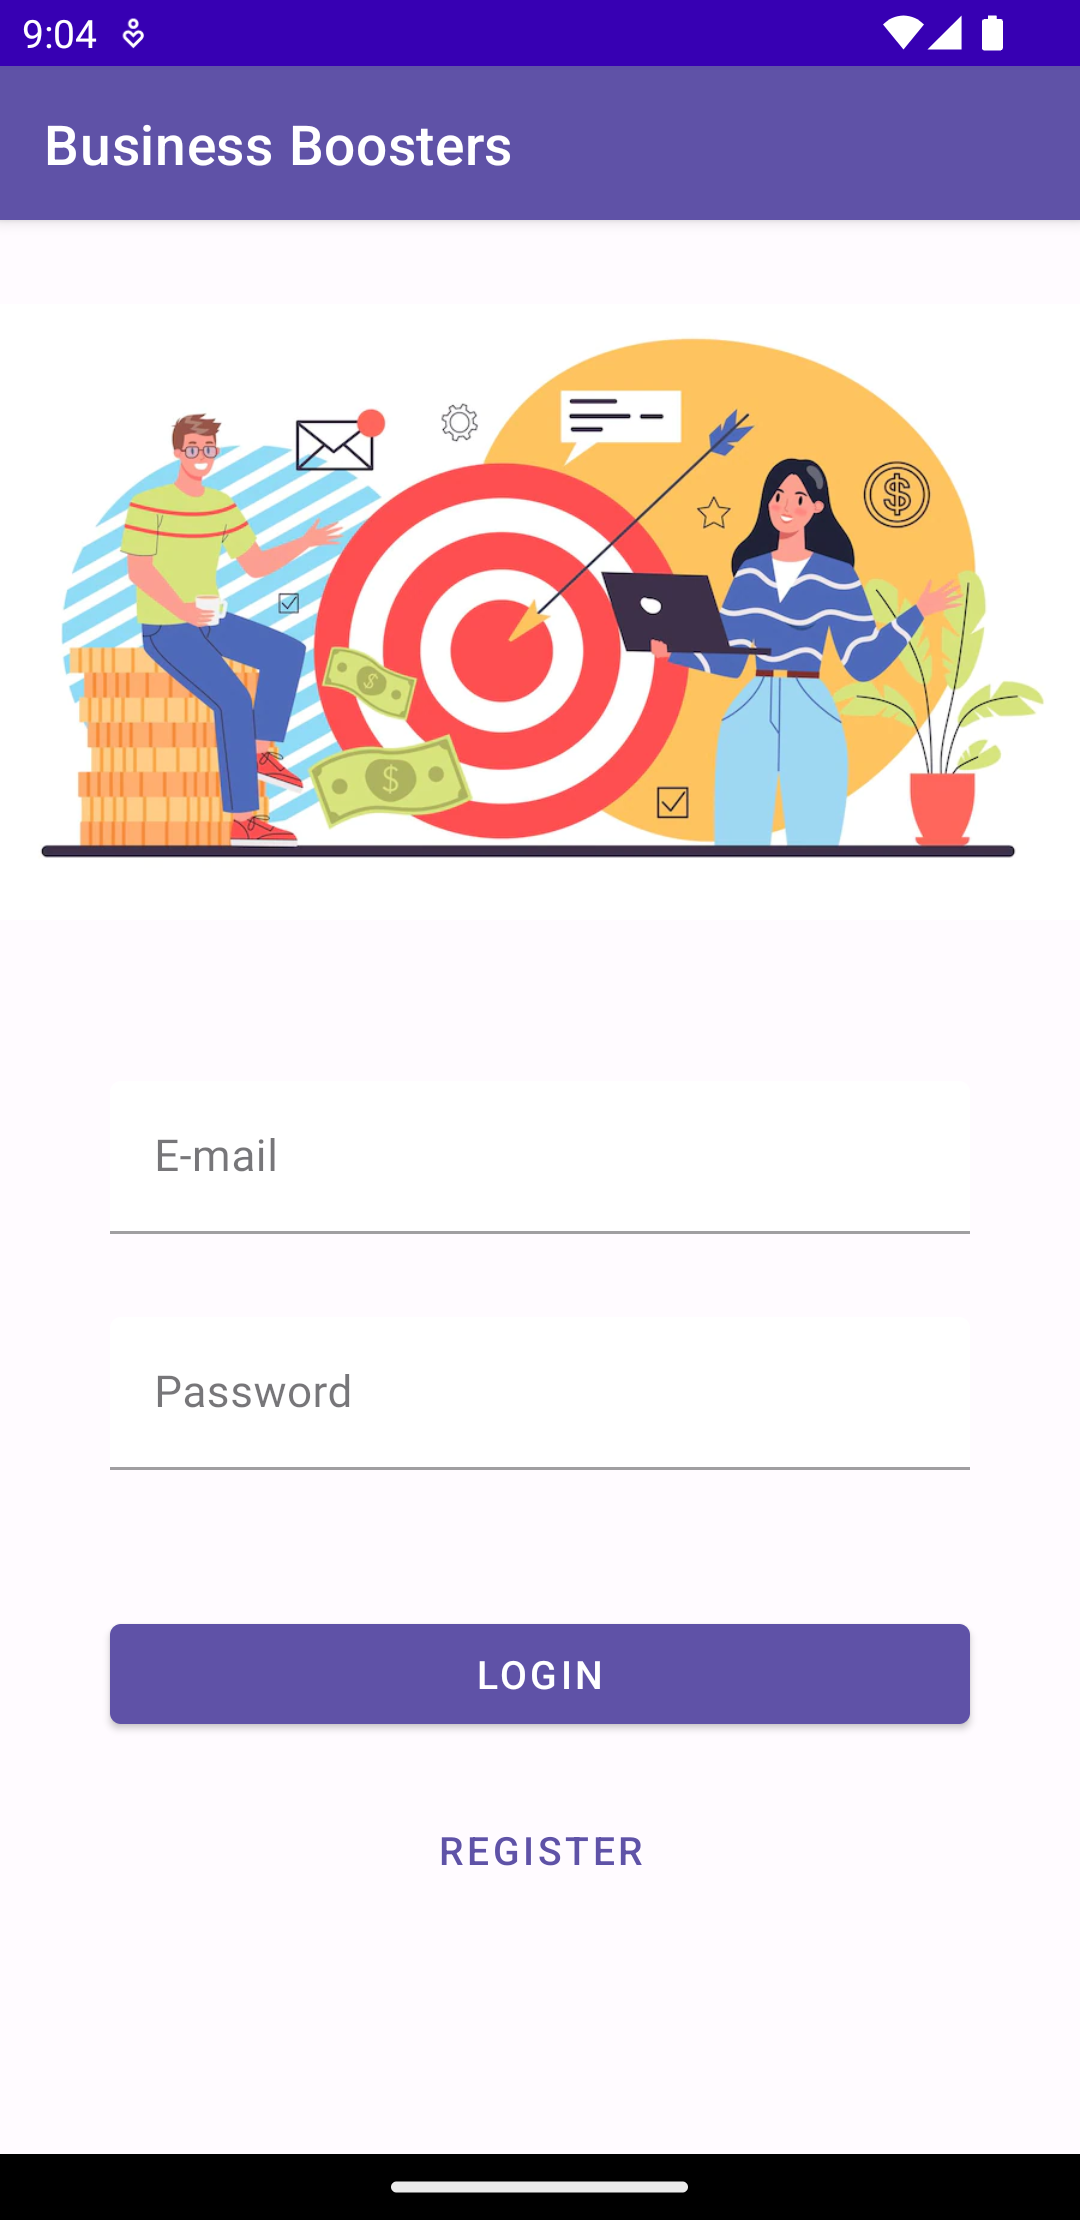 9:04
Business Boosters
$
$
$
E-mail
Password
LOGIN
REGISTER